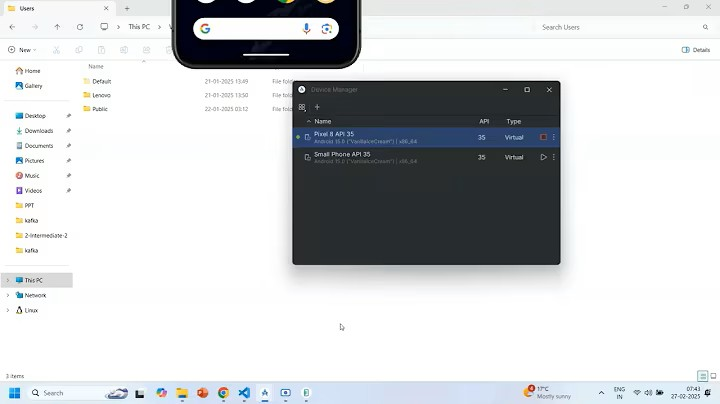 Users
This PC
Search Users
New
Details
Name
Default
21-01-2025 13:49
File fold
Lenovo
21-01-2025 13:50
File fold
Public
22-01-2025 03:12
File fold
Home
Gallery
Desktop
Downloads
Documents
Pictures
Music
Videos
PPT
kafka
2-Intermediate-2
kafka
This PC
Network
Linux
Device Manager
Name
API
Type
Pixel 8 API 35
Android 15.0 ("VanillaIceCream") | x86_64
35
Virtual
Small Phone API 35
Android 15.0 ("VanillaIceCream") | x86_64
35
Virtual
3 items
Search
4
17°C
Mostly sunny
ENG
IN
07:43
27-02-2025